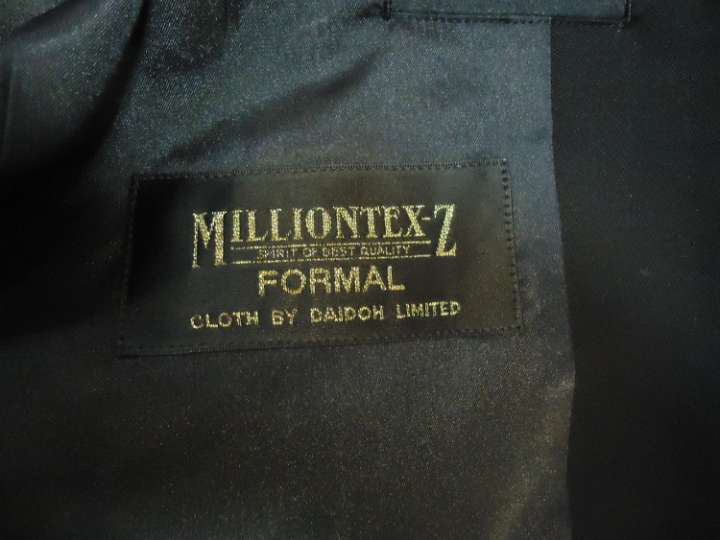 MILLIONTEX-Z
SPIRIT OF BEST QUALITY
FORMAL
CLOTH BY DAIDOH LIMITED